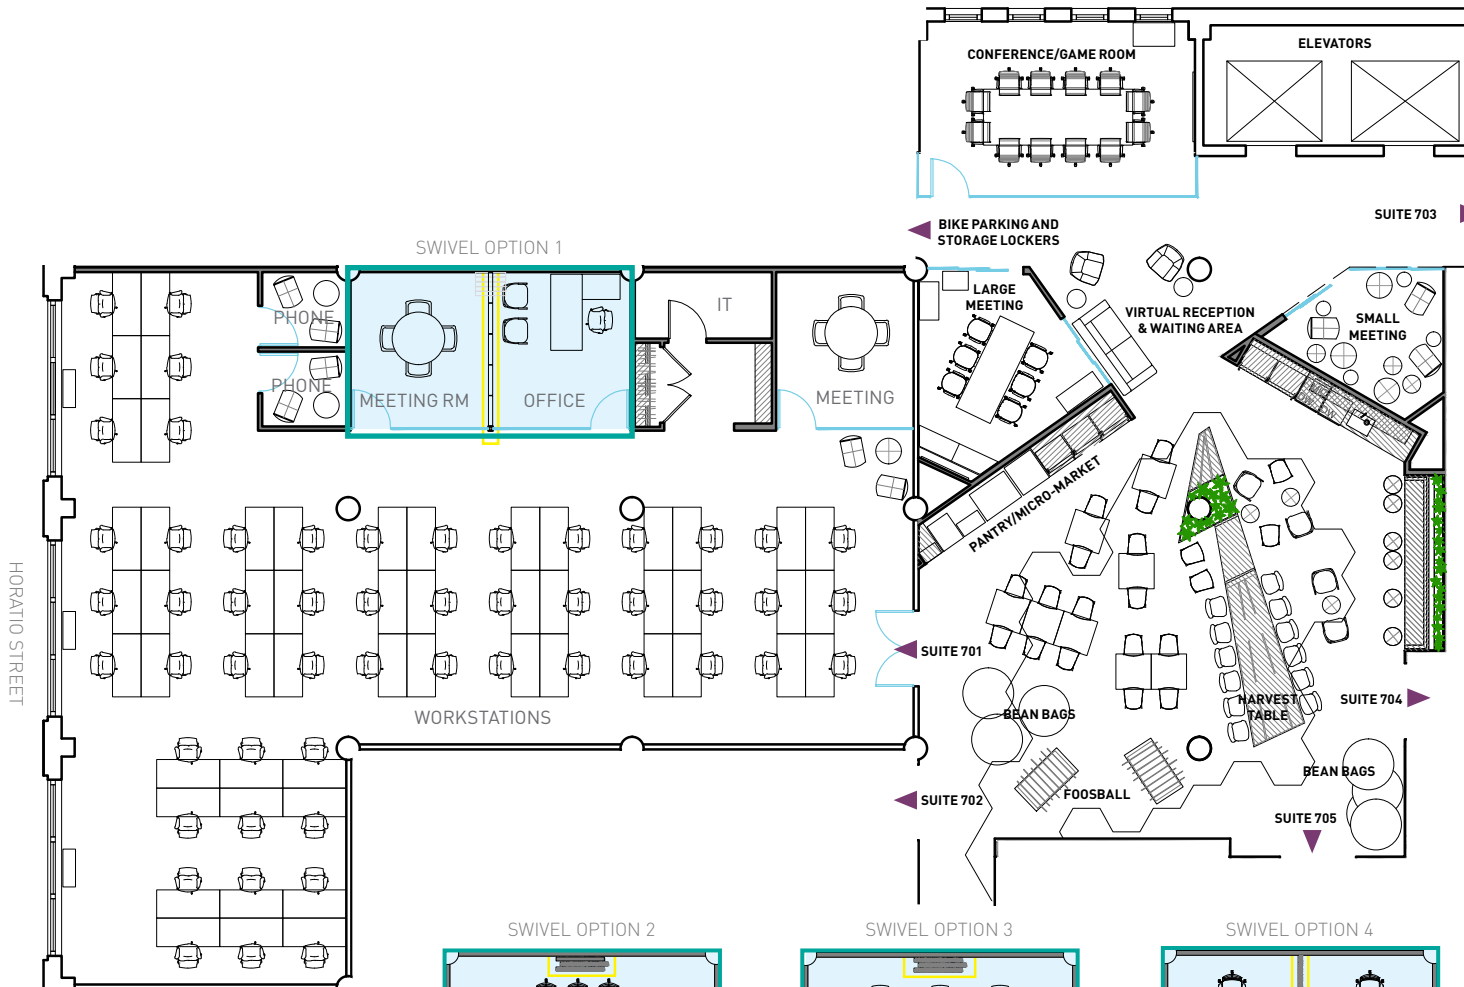 CONFERENCE/GAME ROOM
ELEVATORS
BIKE PARKING AND
STORAGE LOCKERS
SUITE 703
SWIVEL OPTION 1
PHONE
PHONE
MEETING RM
OFFICE
IT
MEETING
LARGE
MEETING
VIRTUAL RECEPTION
& WAITING AREA
SMALL
MEETING
PANTRY/MICRO-MARKET
HORATIO STREET
WORKSTATIONS
SUITE 701
BEAN BAGS
HARVEST
TABLE
SUITE 704
SUITE 702
FOOSBALL
BEAN BAGS
SUITE 705
SWIVEL OPTION 2
SWIVEL OPTION 3
SWIVEL OPTION 4